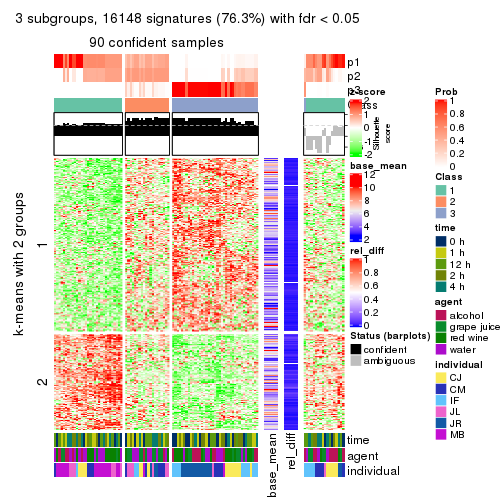 3 subgroups, 16148 signatures (76.3%) with fdr < 0.05
90 confident samples
p1
p2
p3
Class
Silhouette
score
k-means with 2 groups
1
2
time
agent
individual
base_mean
rel_diff
z-score
2
1
0
-1
-2
base_mean
12
10
8
6
4
2
rel_diff
1
0.8
0.6
0.4
0.2
0
Status (barplots)
confident
ambiguous
Prob
1
0.8
0.6
0.4
0.2
0
Class
1
2
3
time
0 h
1 h
12 h
2 h
4 h
agent
alcohol
grape juice
red wine
water
individual
CJ
CM
IF
JL
JR
MB